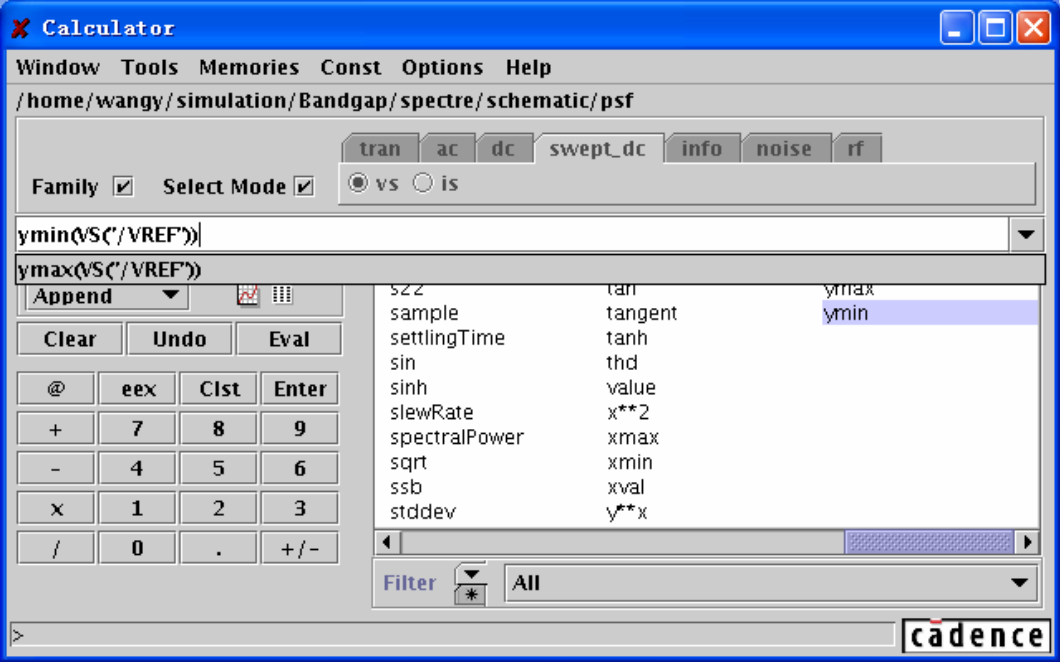 Calculator
Window Tools Memories Const Options Help
/home/wangy/simulation/Bandgap/spectre/schematic/psf
tran ac dc swept_dc info noise rf
Family Select Mode vs is
ymin(VS("/VREF"))
ymax(VS("/VREF"))
Append s22 tan ymax
sample tangent ymin
Clear Undo Eval settlingTime tanh
sin thd
@ eex Clst Enter sinh value
slewRate x**2
+ 7 8 9 spectralPower xmax
- 4 5 6 sqrt xmin
ssb xval
x 1 2 3 stddev y**x
/ 0 . +/-
Filter * All
> cādence